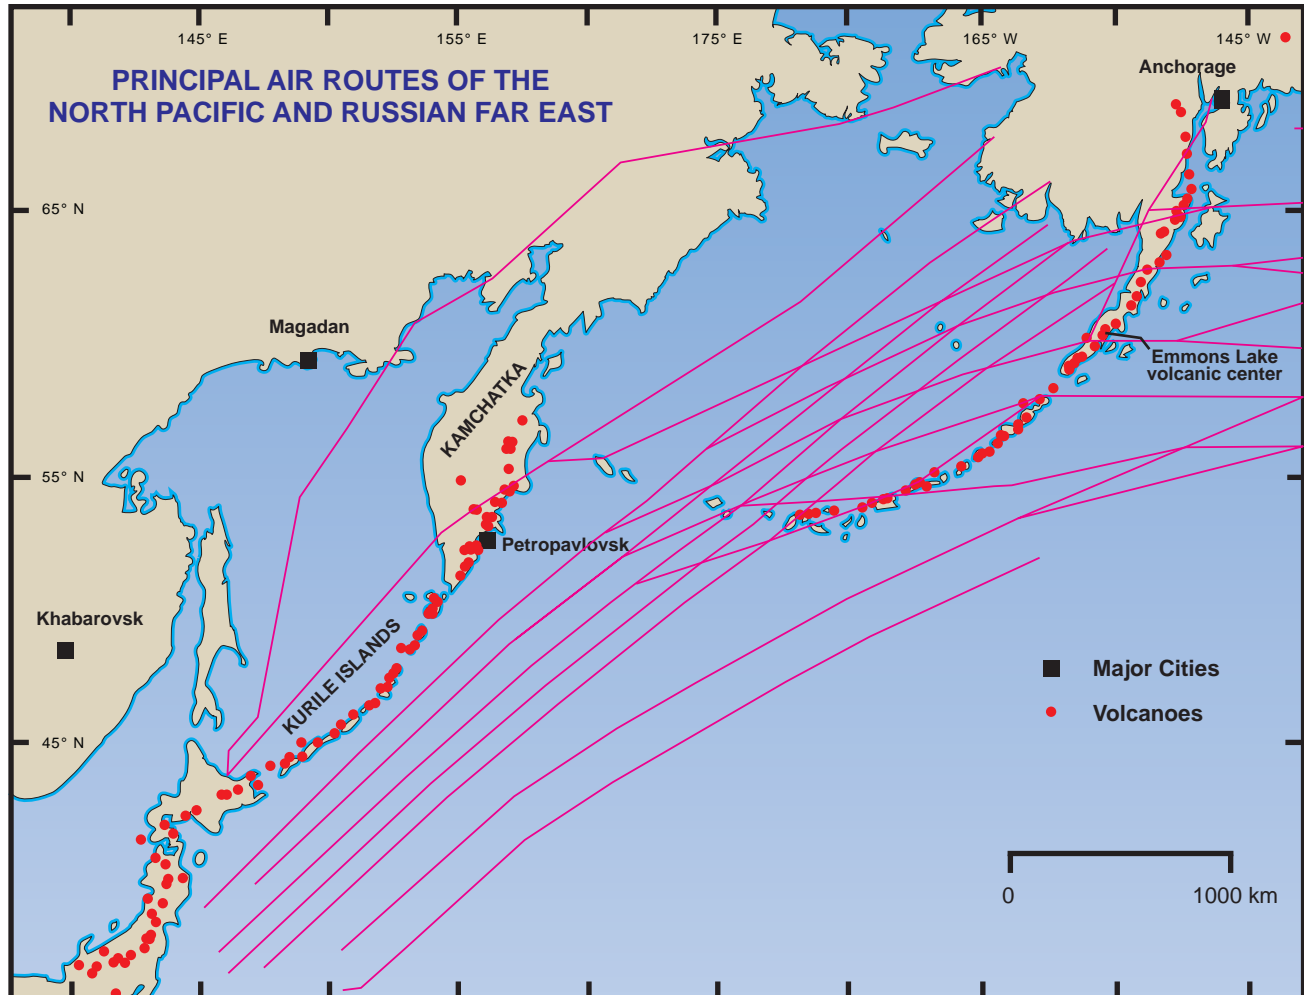 145° E
155° E
175° E
165° W
145° W
PRINCIPAL AIR ROUTES OF THE
NORTH PACIFIC AND RUSSIAN FAR EAST
Anchorage
65° N
Magadan
Emmons Lake
volcanic center
KAMCHATKA
55° N
Petropavlovsk
Khabarovsk
KURILE ISLANDS
Major Cities
Volcanoes
45° N
0
1000 km